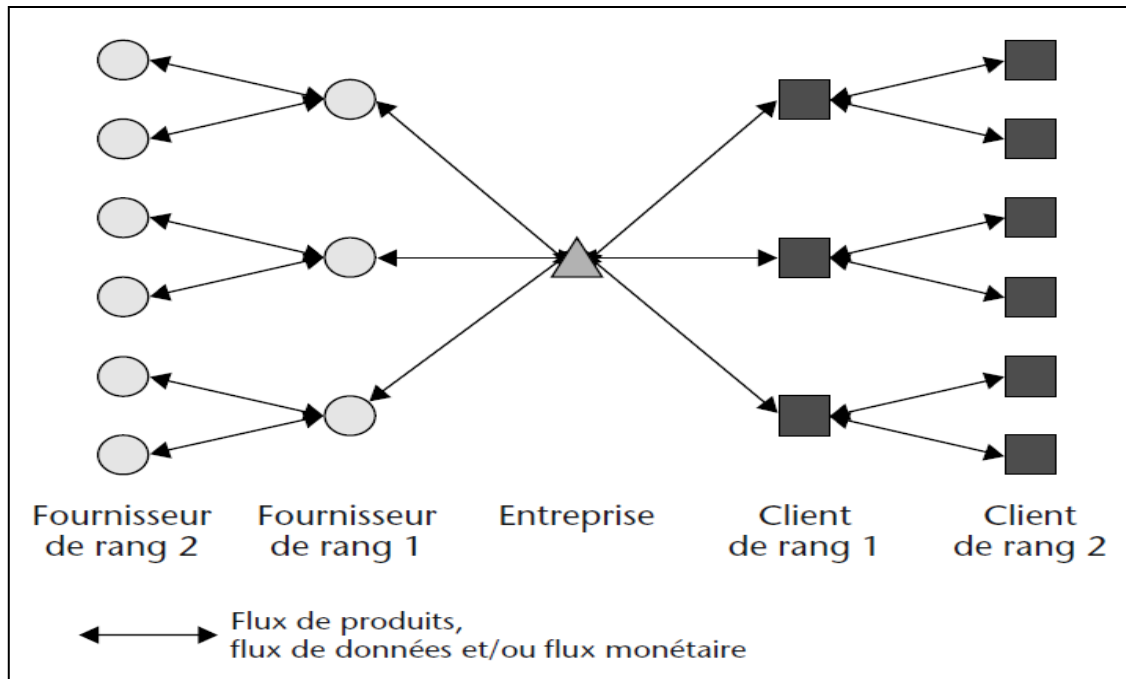 Fournisseur de rang 2
Fournisseur de rang 1
Entreprise
Client de rang 1
Client de rang 2
Flux de produits,
flux de données et/ou flux monétaire